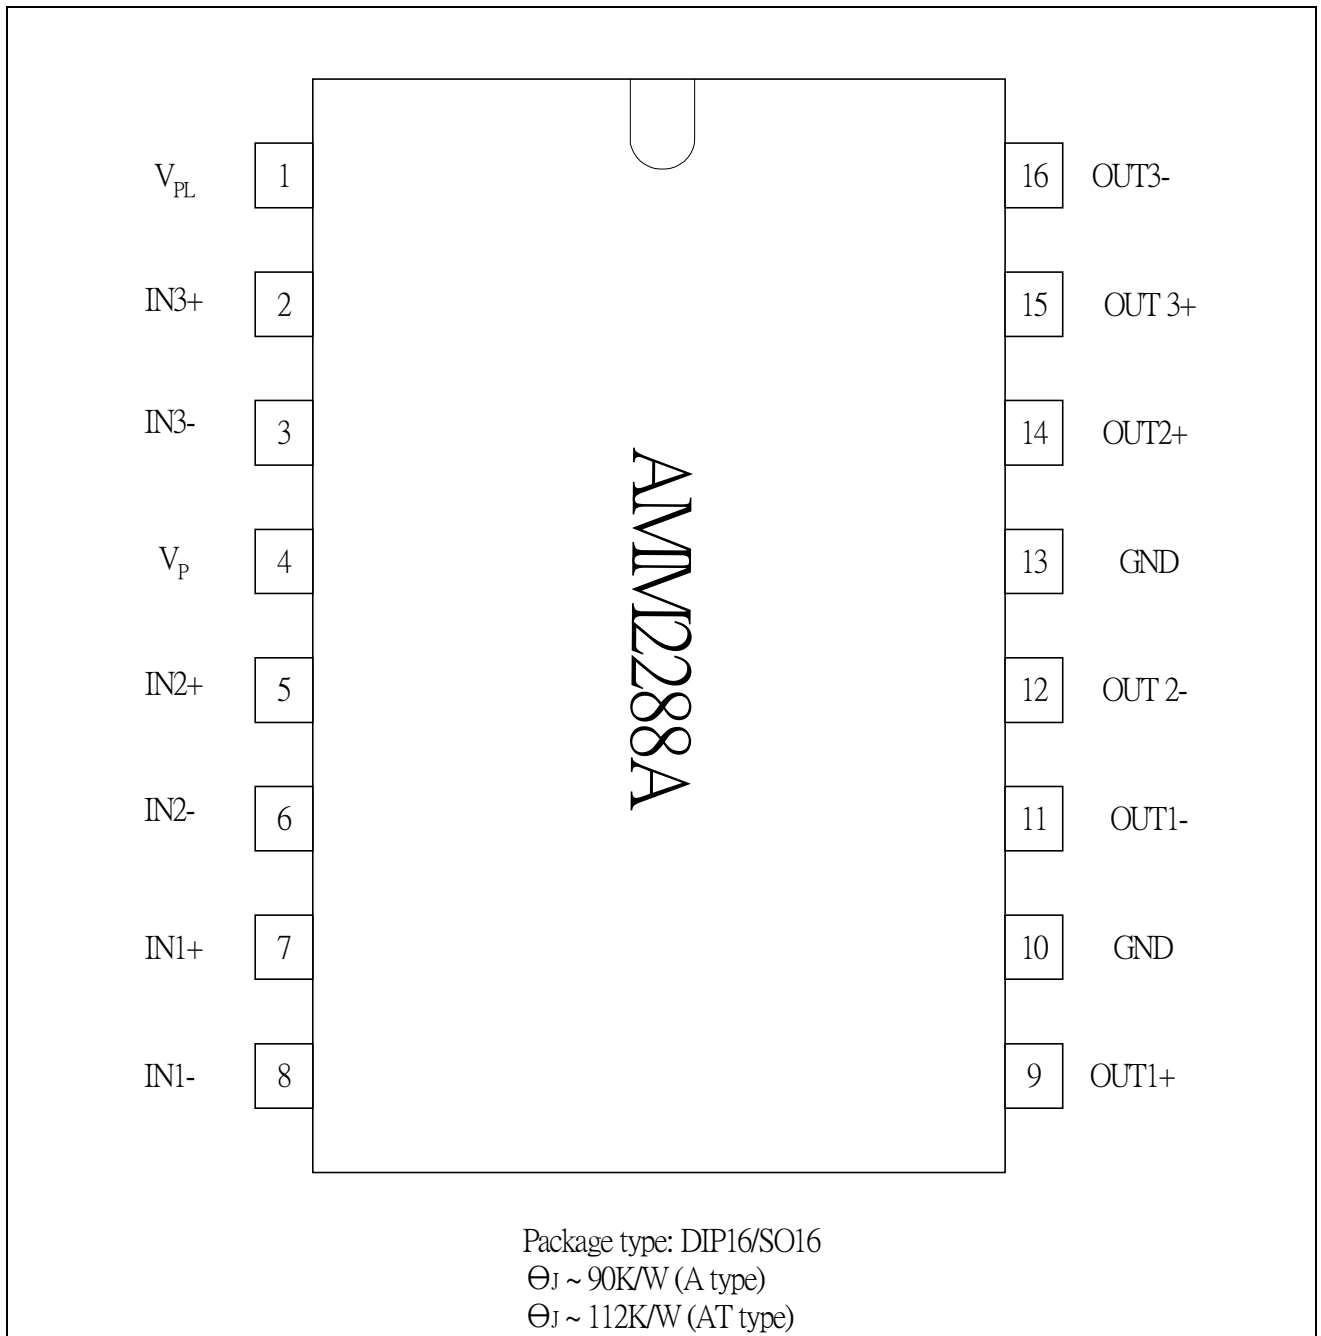 V_PL 1 16 OUT3-
IN3+ 2 15 OUT 3+
IN3- 3 14 OUT2+
V_P 4 13 GND
IN2+ 5 12 OUT 2-
IN2- 6 11 OUT1-
IN1+ 7 10 GND
IN1- 8 9 OUT1+
AMM2288A
Package type: DIP16/SO16
ΘJ ~ 90K/W (A type)
ΘJ ~ 112K/W (AT type)